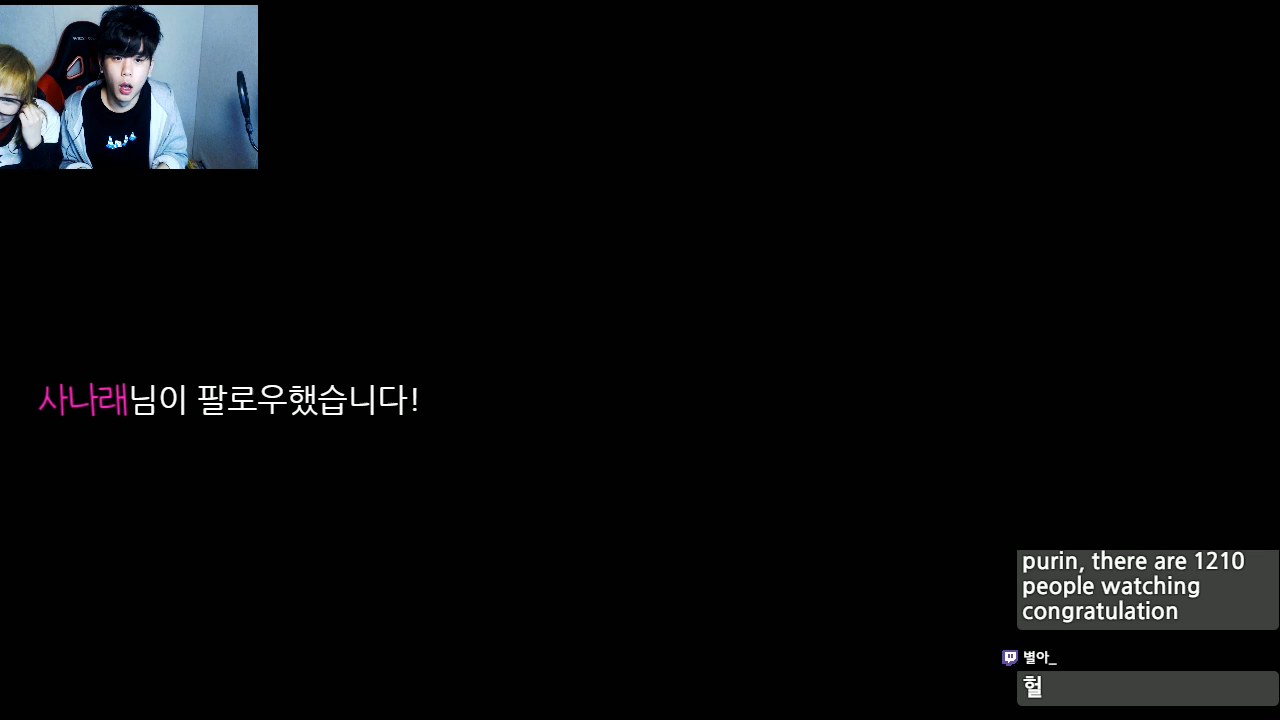 사나래님이 팔로우했습니다!
purin, there are 1210
people watching
congratulation
별아_
헐